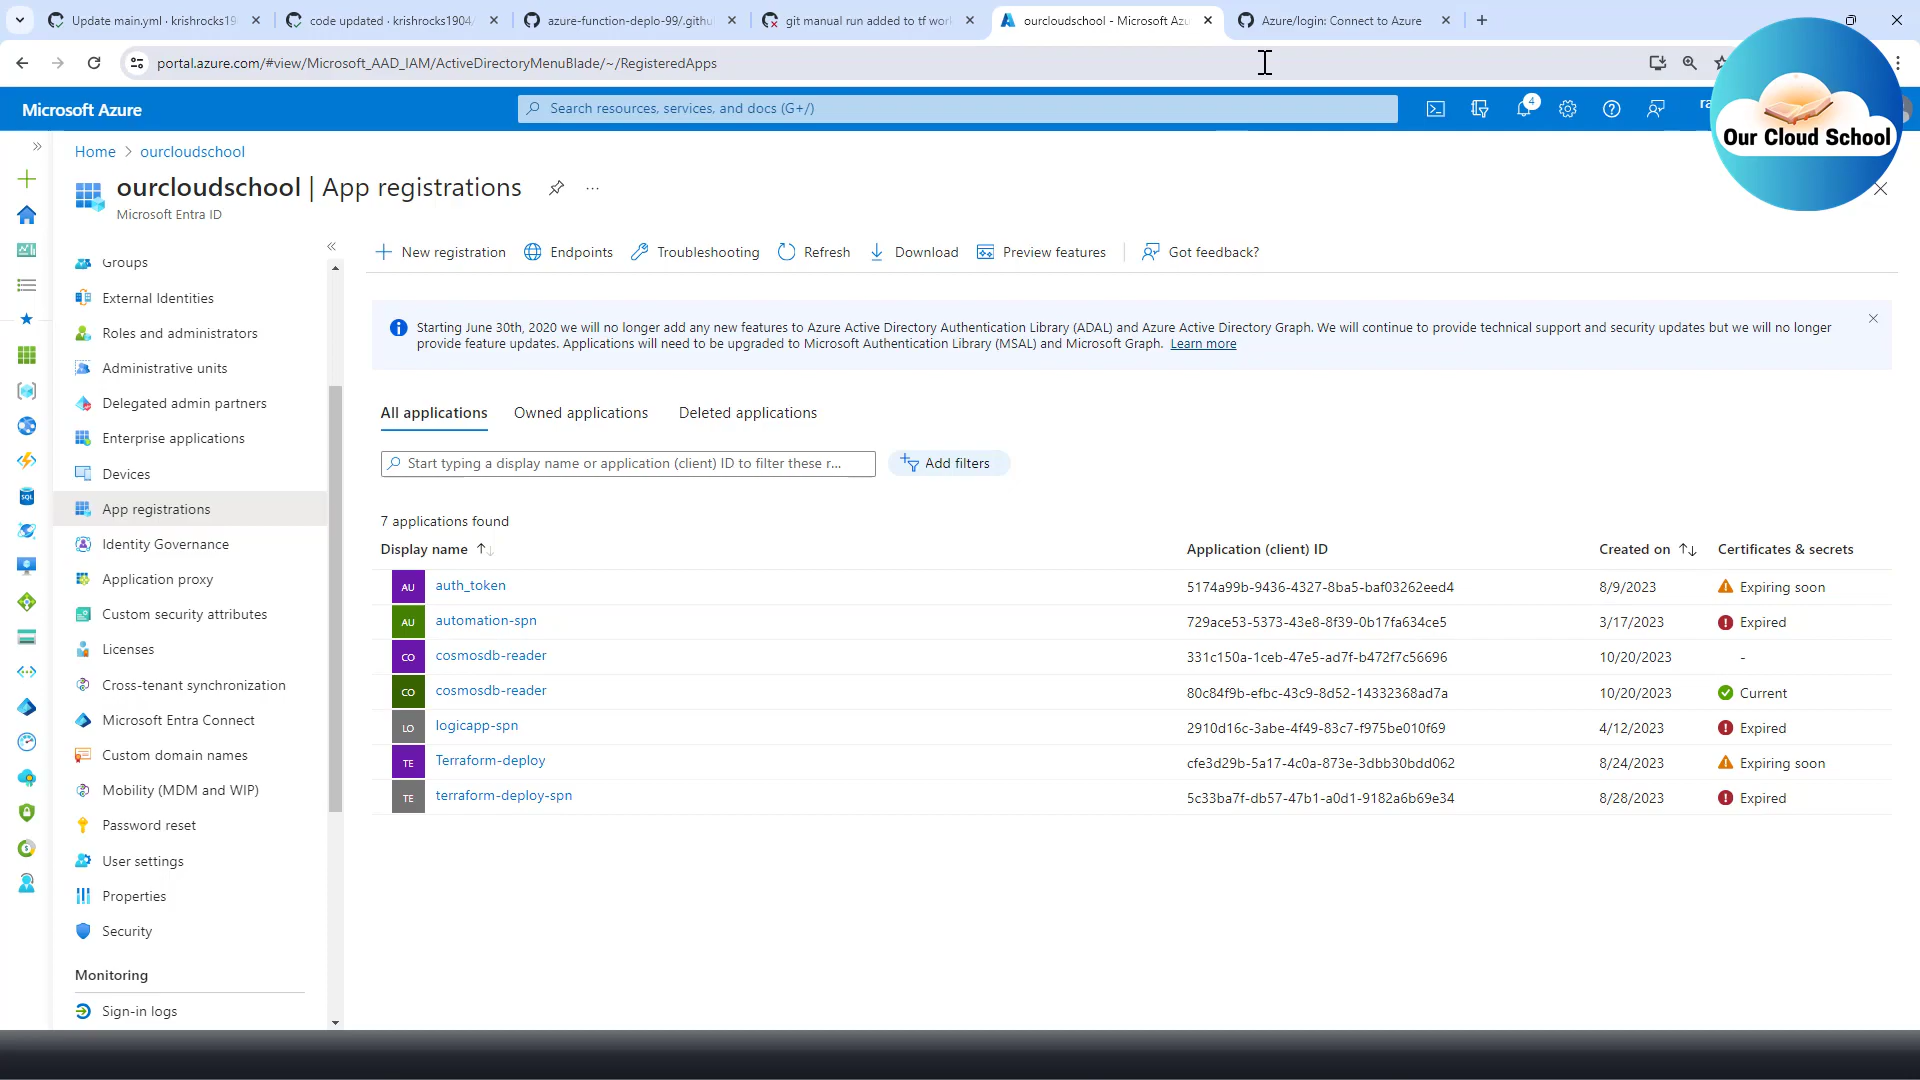 Update main.yml · krishrocks19
code updated · krishrocks1904/
azure-function-deplo-99/.githu
git manual run added to tf work
ourcloudschool - Microsoft Azu
Azure/login: Connect to Azure
portal.azure.com/#view/Microsoft_AAD_IAM/ActiveDirectoryMenuBlade/~/RegisteredApps
Microsoft Azure
Search resources, services, and docs (G+/)
4
ra
Our Cloud School
Home > ourcloudschool
ourcloudschool | App registrations
Microsoft Entra ID
New registration
Endpoints
Troubleshooting
Refresh
Download
Preview features
Got feedback?
Groups
External Identities
Roles and administrators
Administrative units
Delegated admin partners
Enterprise applications
Devices
App registrations
Identity Governance
Application proxy
Custom security attributes
Licenses
Cross-tenant synchronization
Microsoft Entra Connect
Custom domain names
Mobility (MDM and WIP)
Password reset
User settings
Properties
Security
Monitoring
Sign-in logs
Starting June 30th, 2020 we will no longer add any new features to Azure Active Directory Authentication Library (ADAL) and Azure Active Directory Graph. We will continue to provide technical support and security updates but we will no longer
provide feature updates. Applications will need to be upgraded to Microsoft Authentication Library (MSAL) and Microsoft Graph. Learn more
All applications
Owned applications
Deleted applications
Start typing a display name or application (client) ID to filter these r...
Add filters
7 applications found
Display name Application (client) ID Created on Certificates & secrets
AU auth_token 5174a99b-9436-4327-8ba5-baf03262eed4 8/9/2023 Expiring soon
AU automation-spn 729ace53-5373-43e8-8f39-0b17fa634ce5 3/17/2023 Expired
CO cosmosdb-reader 331c150a-1ceb-47e5-ad7f-b472f7c56696 10/20/2023 -
CO cosmosdb-reader 80c84f9b-efbc-43c9-8d52-14332368ad7a 10/20/2023 Current
LO logicapp-spn 2910d16c-3abe-4f49-83c7-f975be010f69 4/12/2023 Expired
TE Terraform-deploy cfe3d29b-5a17-4c0a-873e-3dbb30bdd062 8/24/2023 Expiring soon
TE terraform-deploy-spn 5c33ba7f-db57-47b1-a0d1-9182a6b69e34 8/28/2023 Expired